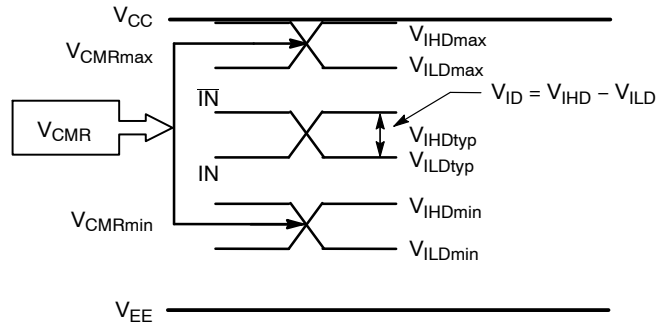 VCC
VIHDmax
VCMRmax
VILDmax
IN
VID = VIHD − VILD
VCMR
VIHDtyp
IN
VILDtyp
VIHDmin
VCMRmin
VILDmin
VEE